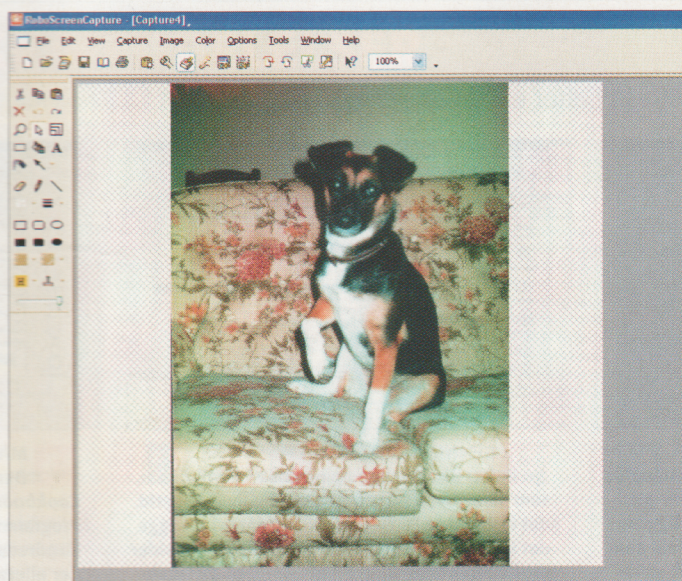 RoboScreenCapture - [Capture4]
File Edit View Capture Image Color Options Tools Window Help
100%
A